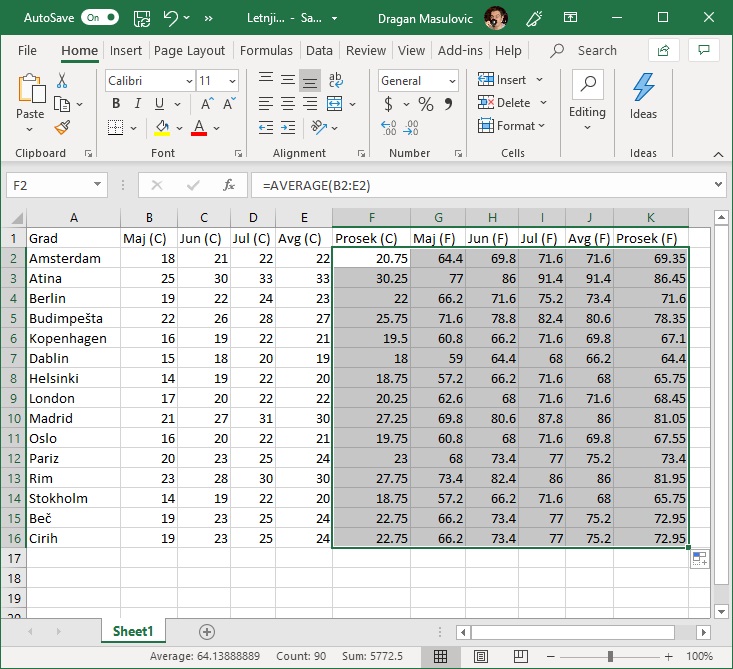 AutoSave On » Letnji... - Sa... Dragan Masulovic
File Home Insert Page Layout Formulas Data Review View Add-ins Help Search
Calibri 11 General Insert
Paste B I U A A $ % Delete Editing Ideas
A Format
Clipboard Font Alignment Number Cells Ideas
F2 fx =AVERAGE(B2:E2)
A B C D E F G H I J K
1 Grad Maj (C) Jun (C) Jul (C) Avg (C) Prosek (C) Maj (F) Jun (F) Jul (F) Avg (F) Prosek (F)
2 Amsterdam 18 21 22 22 20.75 64.4 69.8 71.6 71.6 69.35
3 Atina 25 30 33 33 30.25 77 86 91.4 91.4 86.45
4 Berlin 19 22 24 23 22 66.2 71.6 75.2 73.4 71.6
5 Budimpešta 22 26 28 27 25.75 71.6 78.8 82.4 80.6 78.35
6 Kopenhagen 16 19 22 21 19.5 60.8 66.2 71.6 69.8 67.1
7 Dablin 15 18 20 19 18 59 64.4 68 66.2 64.4
8 Helsinki 14 19 22 20 18.75 57.2 66.2 71.6 68 65.75
9 London 17 20 22 22 20.25 62.6 68 71.6 71.6 68.45
10 Madrid 21 27 31 30 27.25 69.8 80.6 87.8 86 81.05
11 Oslo 16 20 22 21 19.75 60.8 68 71.6 69.8 67.55
12 Pariz 20 23 25 24 23 68 73.4 77 75.2 73.4
13 Rim 23 28 30 30 27.75 73.4 82.4 86 86 81.95
14 Stokholm 14 19 22 20 18.75 57.2 66.2 71.6 68 65.75
15 Beč 19 23 25 24 22.75 66.2 73.4 77 75.2 72.95
16 Cirih 19 23 25 24 22.75 66.2 73.4 77 75.2 72.95
17
18
19
Sheet1
Average: 64.13888889 Count: 90 Sum: 5772.5 100%